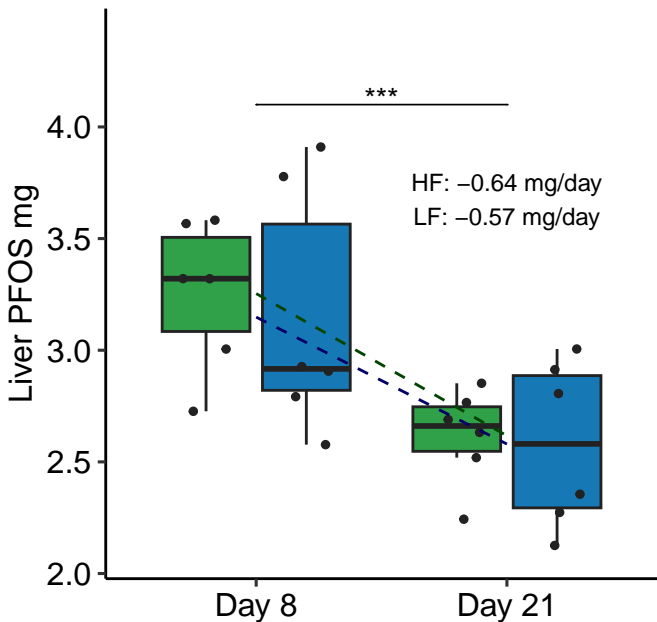 ***
4.0
HF: −0.64 mg/day
LF: −0.57 mg/day
3.5
3.0
2.5
2.0
Liver PFOS mg
Day 8
Day 21